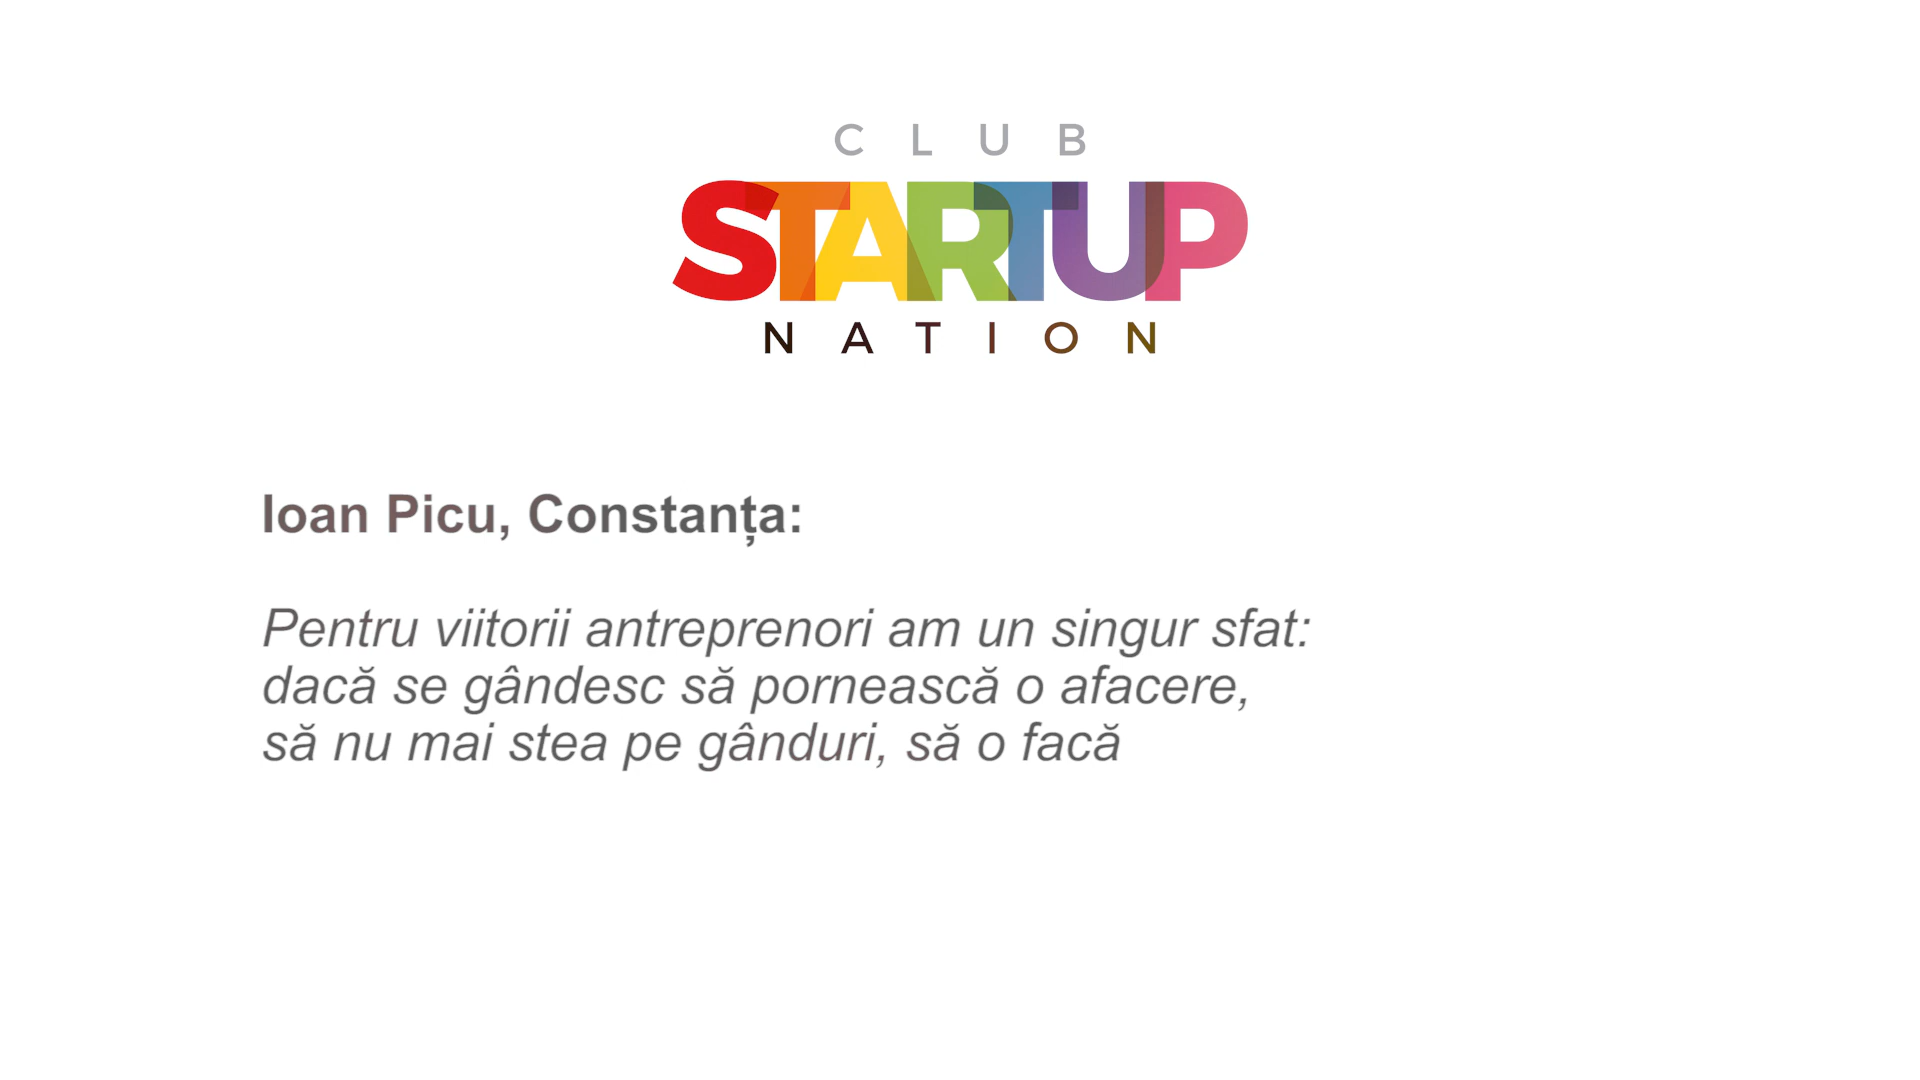 CLUB
STARTUP
NATION
Ioan Picu, Constanța:
Pentru viitorii antreprenori am un singur sfat:
dacă se gândesc să pornească o afacere,
să nu mai stea pe gânduri, să o facă